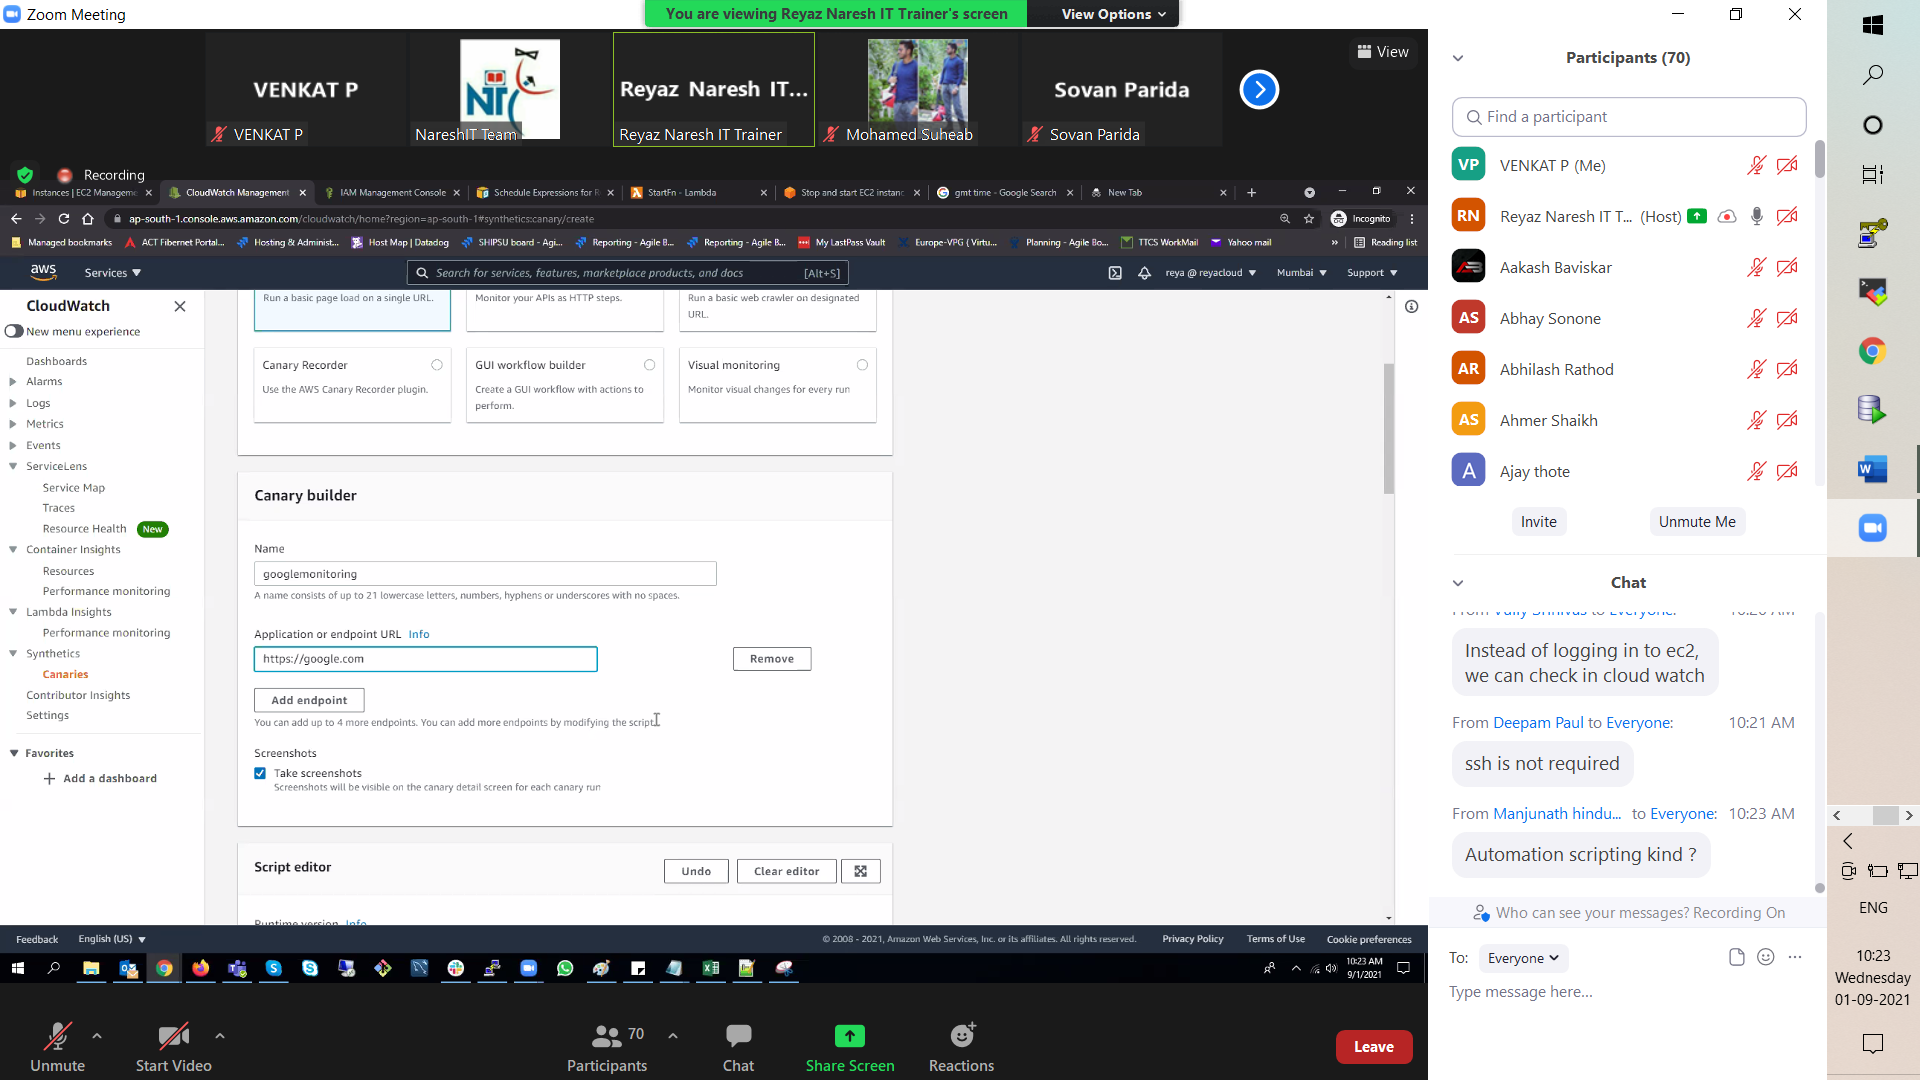 Zoom Meeting
You are viewing Reyaz Naresh IT Trainer's screen
View Options
VENKAT P
VENKAT P
NareshIT Team
Reyaz Naresh IT...
Reyaz Naresh IT Trainer
Mohamed Suheab
Sovan Parida
Sovan Parida
View
Recording
Instances | EC2 Manageme
CloudWatch Management
IAM Management Console
Schedule Expressions for R
StartFn - Lambda
Stop and start EC2 instanc
gmt time - Google Search
New Tab
ap-south-1.console.aws.amazon.com/cloudwatch/home?region=ap-south-1#synthetics:canary/create
Incognito
Managed bookmarks
ACT Fibernet Portal...
Hosting & Administ...
Host Map | Datadog
SHIPSU board - Agi...
Reporting - Agile B...
Reporting - Agile B...
My LastPass Vault
Europe-VPG ( Virtu...
Planning - Agile Bo...
TTCS WorkMail
Yahoo mail
»
Reading list
aws
Services
Search for services, features, marketplace products, and docs
[Alt+S]
reya @ reyacloud
Mumbai
Support
CloudWatch
New menu experience
Dashboards
Alarms
Logs
Metrics
Events
ServiceLens
Service Map
Traces
Resource Health New
Container Insights
Resources
Performance monitoring
Lambda Insights
Performance monitoring
Synthetics
Canaries
Contributor Insights
Settings
Favorites
Add a dashboard
Run a basic page load on a single URL.
Monitor your APIs as HTTP steps.
Run a basic web crawler on designated
URL.
Canary Recorder
Use the AWS Canary Recorder plugin.
GUI workflow builder
Create a GUI workflow with actions to
perform.
Visual monitoring
Monitor visual changes for every run
Canary builder
Name
googlemonitoring
A name consists of up to 21 lowercase letters, numbers, hyphens or underscores with no spaces.
Application or endpoint URL Info
https://google.com
Remove
Add endpoint
You can add up to 4 more endpoints. You can add more endpoints by modifying the script.
Screenshots
Take screenshots
Screenshots will be visible on the canary detail screen for each canary run
Script editor
Undo
Clear editor
Runtime version Info
Feedback
English (US)
© 2008 - 2021, Amazon Web Services, Inc. or its affiliates. All rights reserved.
Privacy Policy
Terms of Use
Cookie preferences
10:23 AM
9/1/2021
Unmute
Start Video
70
Participants
Chat
Share Screen
Reactions
Leave
Participants (70)
Find a participant
VP VENKAT P (Me)
RN Reyaz Naresh IT T... (Host)
Aakash Baviskar
AS Abhay Sonone
AR Abhilash Rathod
AS Ahmer Shaikh
A Ajay thote
Invite
Unmute Me
Chat
Instead of logging in to ec2,
we can check in cloud watch
From Deepam Paul to Everyone: 10:21 AM
ssh is not required
From Manjunath hindu... to Everyone: 10:23 AM
Automation scripting kind ?
Who can see your messages? Recording On
To: Everyone
Type message here...
ENG
10:23
Wednesday
01-09-2021